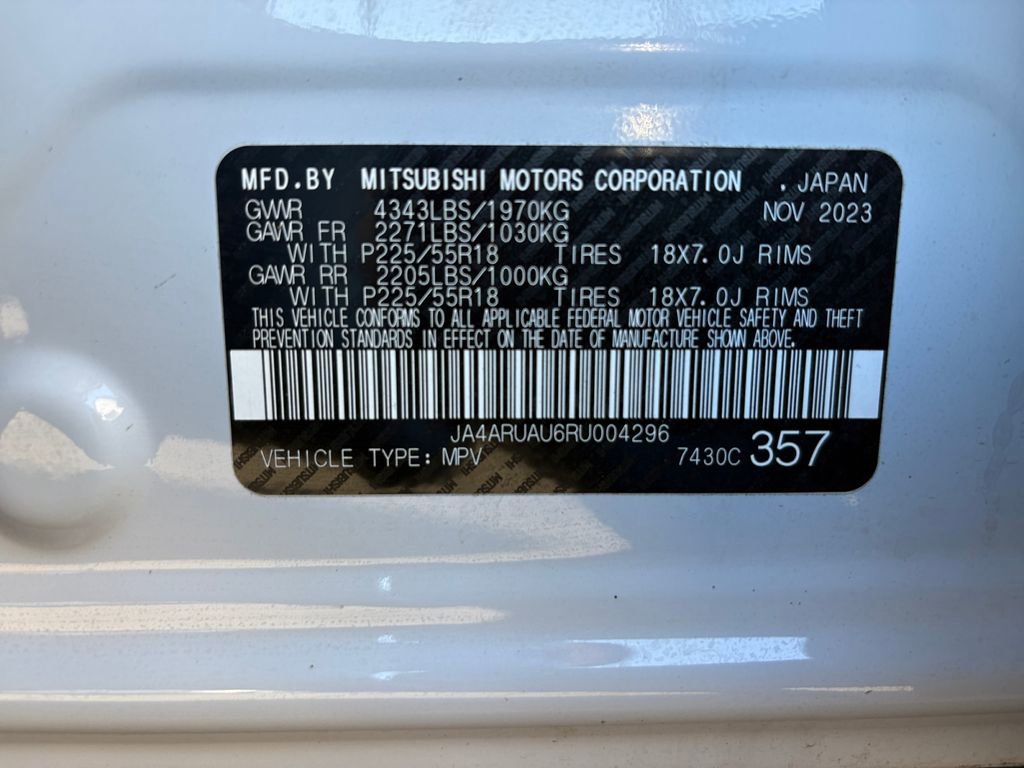 MFD.BY MITSUBISHI MOTORS CORPORATION . JAPAN
GVWR 4343LBS/1970KG NOV 2023
GAWR FR 2271LBS/1030KG
WITH P225/55R18 TIRES 18X7.0J RIMS
GAWR RR 2205LBS/1000KG
WITH P225/55R18 TIRES 18X7.0J RIMS
THIS VEHICLE CONFORMS TO ALL APPLICABLE FEDERAL MOTOR VEHICLE SAFETY AND THEFT
PREVENTION STANDARDS IN EFFECT ON THE DATE OF MANUFACTURE SHOWN ABOVE.
JA4ARUAU6RU004296
VEHICLE TYPE: MPV 7430C 357